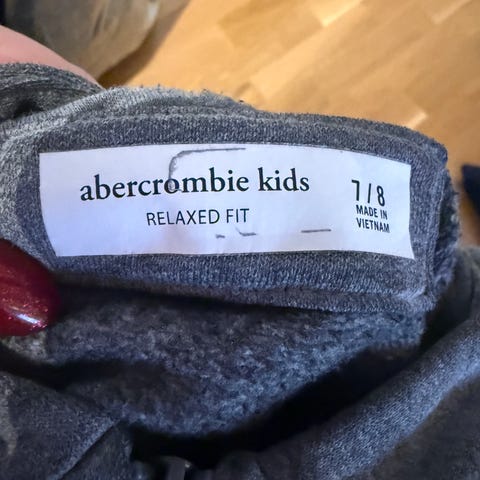 abercrombie kids
RELAXED FIT
7/8
MADE IN
VIETNAM